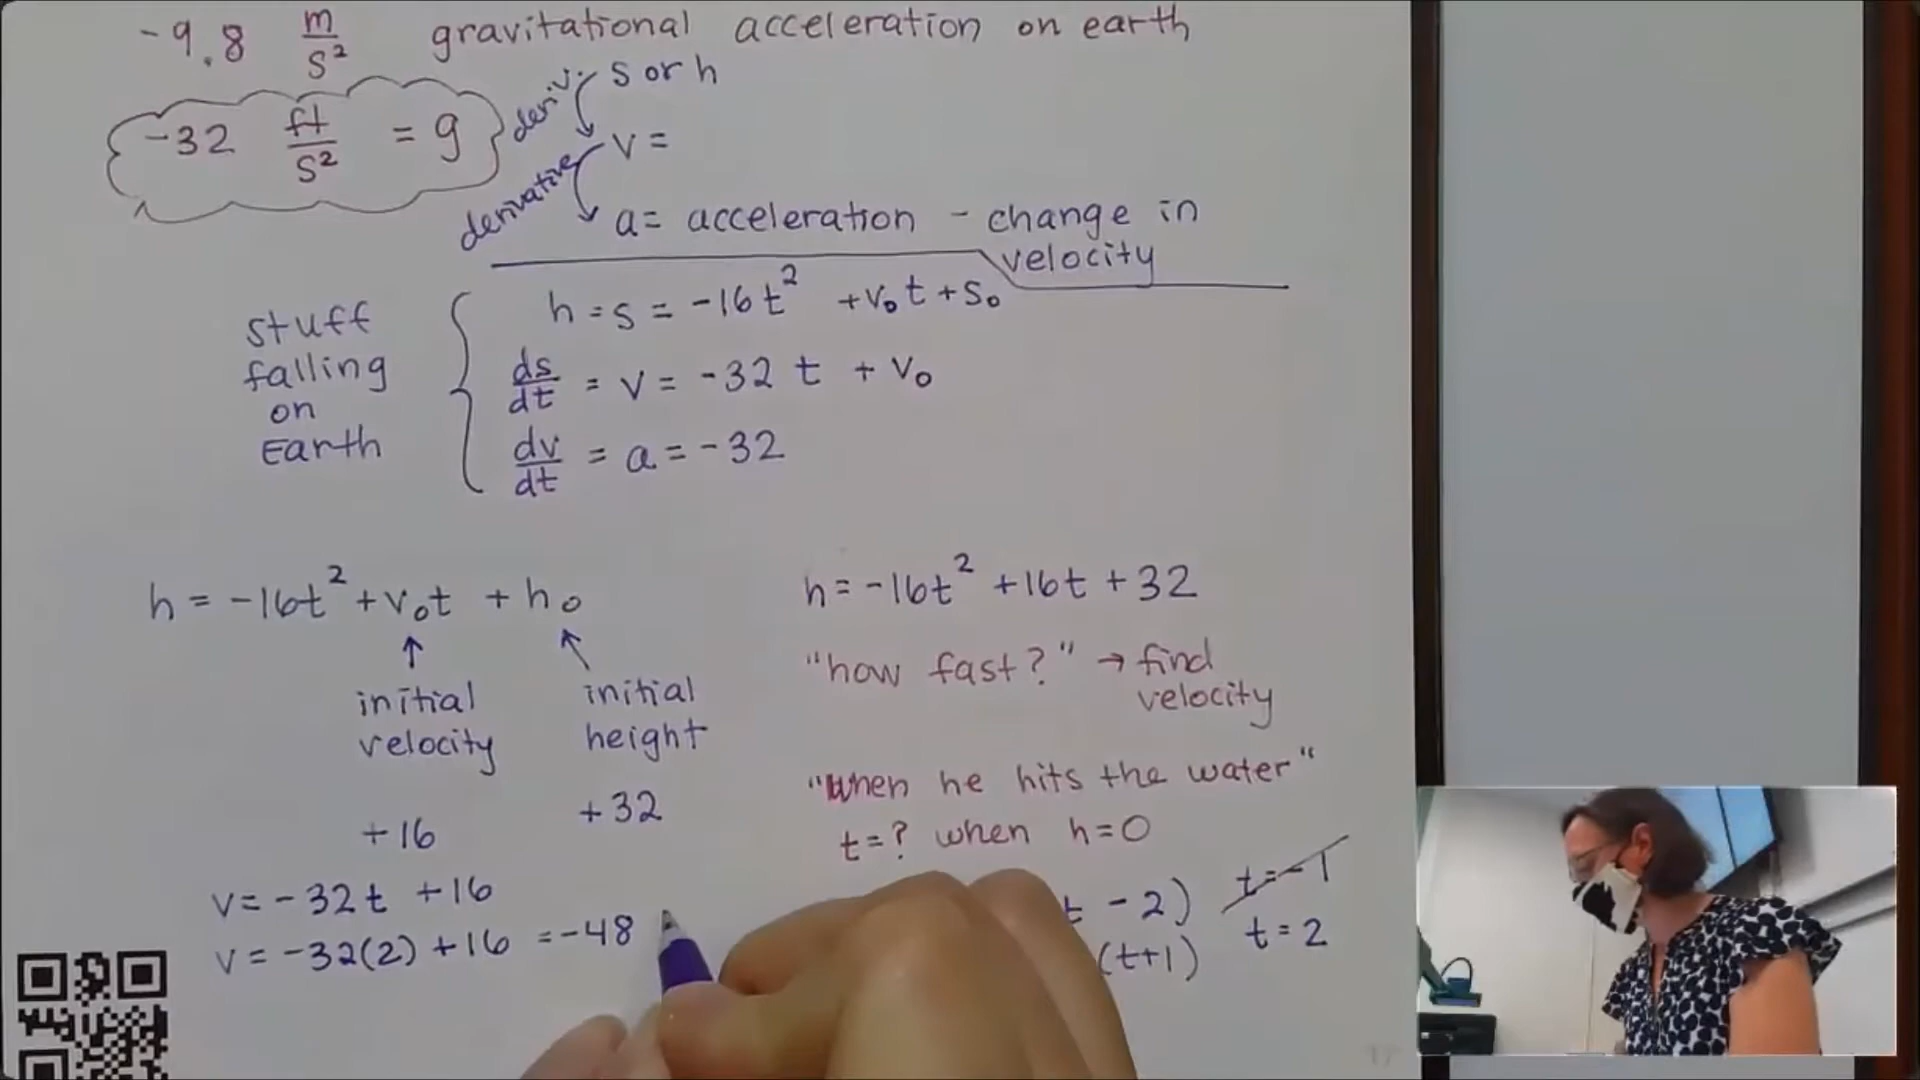 -9.8 m/s² gravitational acceleration on earth
-32 ft/s² = g
deriv. s or h
v =
derivative
a = acceleration - change in
velocity
stuff
falling
on
Earth
h = s = -16t² + v₀t + s₀
ds/dt = v = -32t + v₀
dv/dt = a = -32
h = -16t² + v₀t + h₀
initial
velocity
initial
height
+16
+32
v = -32t + 16
v = -32(2) + 16 = -48
h = -16t² + 16t + 32
"how fast?" → find
velocity
"when he hits the water"
t = ? when h = 0
t - 2) t = -1
(t+1) t = 2